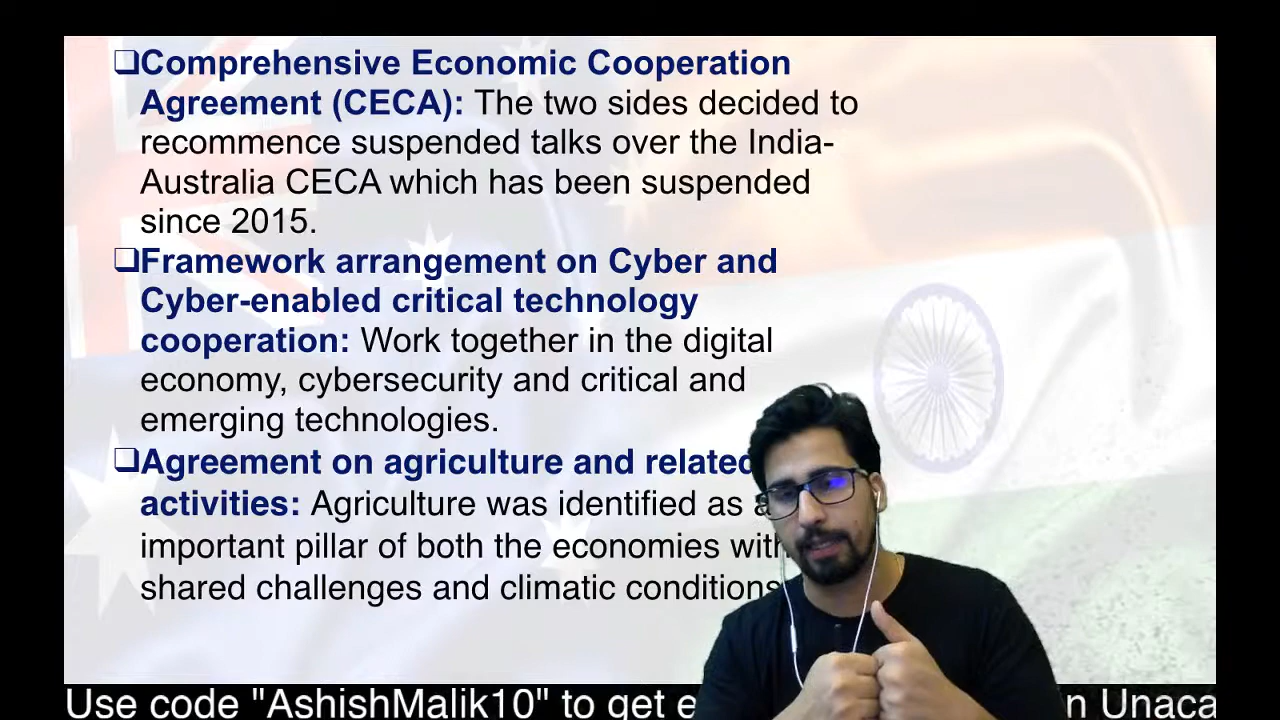 ❑Comprehensive Economic Cooperation
Agreement (CECA): The two sides decided to
recommence suspended talks over the India-
Australia CECA which has been suspended
since 2015.
❑Framework arrangement on Cyber and
Cyber-enabled critical technology
cooperation: Work together in the digital
economy, cybersecurity and critical and
emerging technologies.
❑Agreement on agriculture and related
activities: Agriculture was identified as
important pillar of both the economies with
shared challenges and climatic conditions
Use code "AshishMalik10" to get